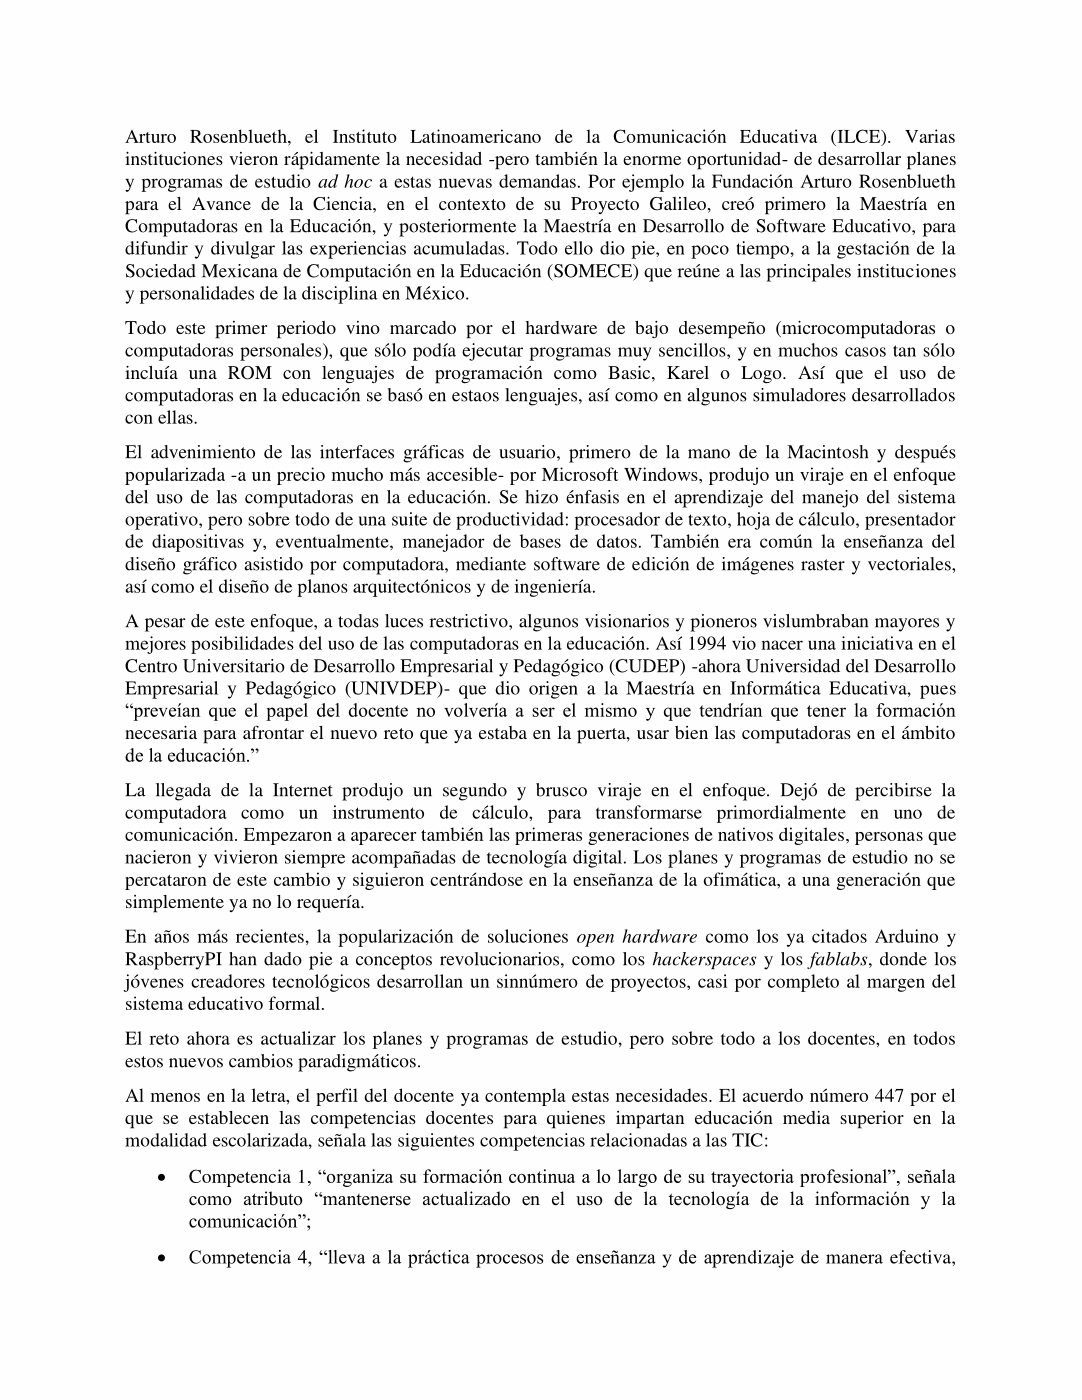 Arturo Rosenblueth, el Instituto Latinoamericano de la Comunicación Educativa (ILCE). Varias
instituciones vieron rápidamente la necesidad -pero también la enorme oportunidad- de desarrollar planes
y programas de estudio ad hoc a estas nuevas demandas. Por ejemplo la Fundación Arturo Rosenblueth
para el Avance de la Ciencia, en el contexto de su Proyecto Galileo, creó primero la Maestría en
Computadoras en la Educación, y posteriormente la Maestría en Desarrollo de Software Educativo, para
difundir y divulgar las experiencias acumuladas. Todo ello dio pie, en poco tiempo, a la gestación de la
Sociedad Mexicana de Computación en la Educación (SOMECE) que reúne a las principales instituciones
y personalidades de la disciplina en México.
Todo este primer periodo vino marcado por el hardware de bajo desempeño (microcomputadoras o
computadoras personales), que sólo podía ejecutar programas muy sencillos, y en muchos casos tan sólo
incluía una ROM con lenguajes de programación como Basic, Karel o Logo. Así que el uso de
computadoras en la educación se basó en estaos lenguajes, así como en algunos simuladores desarrollados
con ellas.
El advenimiento de las interfaces gráficas de usuario, primero de la mano de la Macintosh y después
popularizada -a un precio mucho más accesible- por Microsoft Windows, produjo un viraje en el enfoque
del uso de las computadoras en la educación. Se hizo énfasis en el aprendizaje del manejo del sistema
operativo, pero sobre todo de una suite de productividad: procesador de texto, hoja de cálculo, presentador
de diapositivas y, eventualmente, manejador de bases de datos. También era común la enseñanza del
diseño gráfico asistido por computadora, mediante software de edición de imágenes raster y vectoriales,
así como el diseño de planos arquitectónicos y de ingeniería.
A pesar de este enfoque, a todas luces restrictivo, algunos visionarios y pioneros vislumbraban mayores y
mejores posibilidades del uso de las computadoras en la educación. Así 1994 vio nacer una iniciativa en el
Centro Universitario de Desarrollo Empresarial y Pedagógico (CUDEP) -ahora Universidad del Desarrollo
Empresarial y Pedagógico (UNIVDEP)- que dio origen a la Maestría en Informática Educativa, pues
“preveían que el papel del docente no volvería a ser el mismo y que tendrían que tener la formación
necesaria para afrontar el nuevo reto que ya estaba en la puerta, usar bien las computadoras en el ámbito
de la educación.”
La llegada de la Internet produjo un segundo y brusco viraje en el enfoque. Dejó de percibirse la
computadora como un instrumento de cálculo, para transformarse primordialmente en uno de
comunicación. Empezaron a aparecer también las primeras generaciones de nativos digitales, personas que
nacieron y vivieron siempre acompañadas de tecnología digital. Los planes y programas de estudio no se
percataron de este cambio y siguieron centrándose en la enseñanza de la ofimática, a una generación que
simplemente ya no lo requería.
En años más recientes, la popularización de soluciones open hardware como los ya citados Arduino y
RaspberryPI han dado pie a conceptos revolucionarios, como los hackerspaces y los fablabs, donde los
jóvenes creadores tecnológicos desarrollan un sinnúmero de proyectos, casi por completo al margen del
sistema educativo formal.
El reto ahora es actualizar los planes y programas de estudio, pero sobre todo a los docentes, en todos
estos nuevos cambios paradigmáticos.
Al menos en la letra, el perfil del docente ya contempla estas necesidades. El acuerdo número 447 por el
que se establecen las competencias docentes para quienes impartan educación media superior en la
modalidad escolarizada, señala las siguientes competencias relacionadas a las TIC:
• Competencia 1, “organiza su formación continua a lo largo de su trayectoria profesional”, señala
como atributo “mantenerse actualizado en el uso de la tecnología de la información y la
comunicación”;
• Competencia 4, “lleva a la práctica procesos de enseñanza y de aprendizaje de manera efectiva,